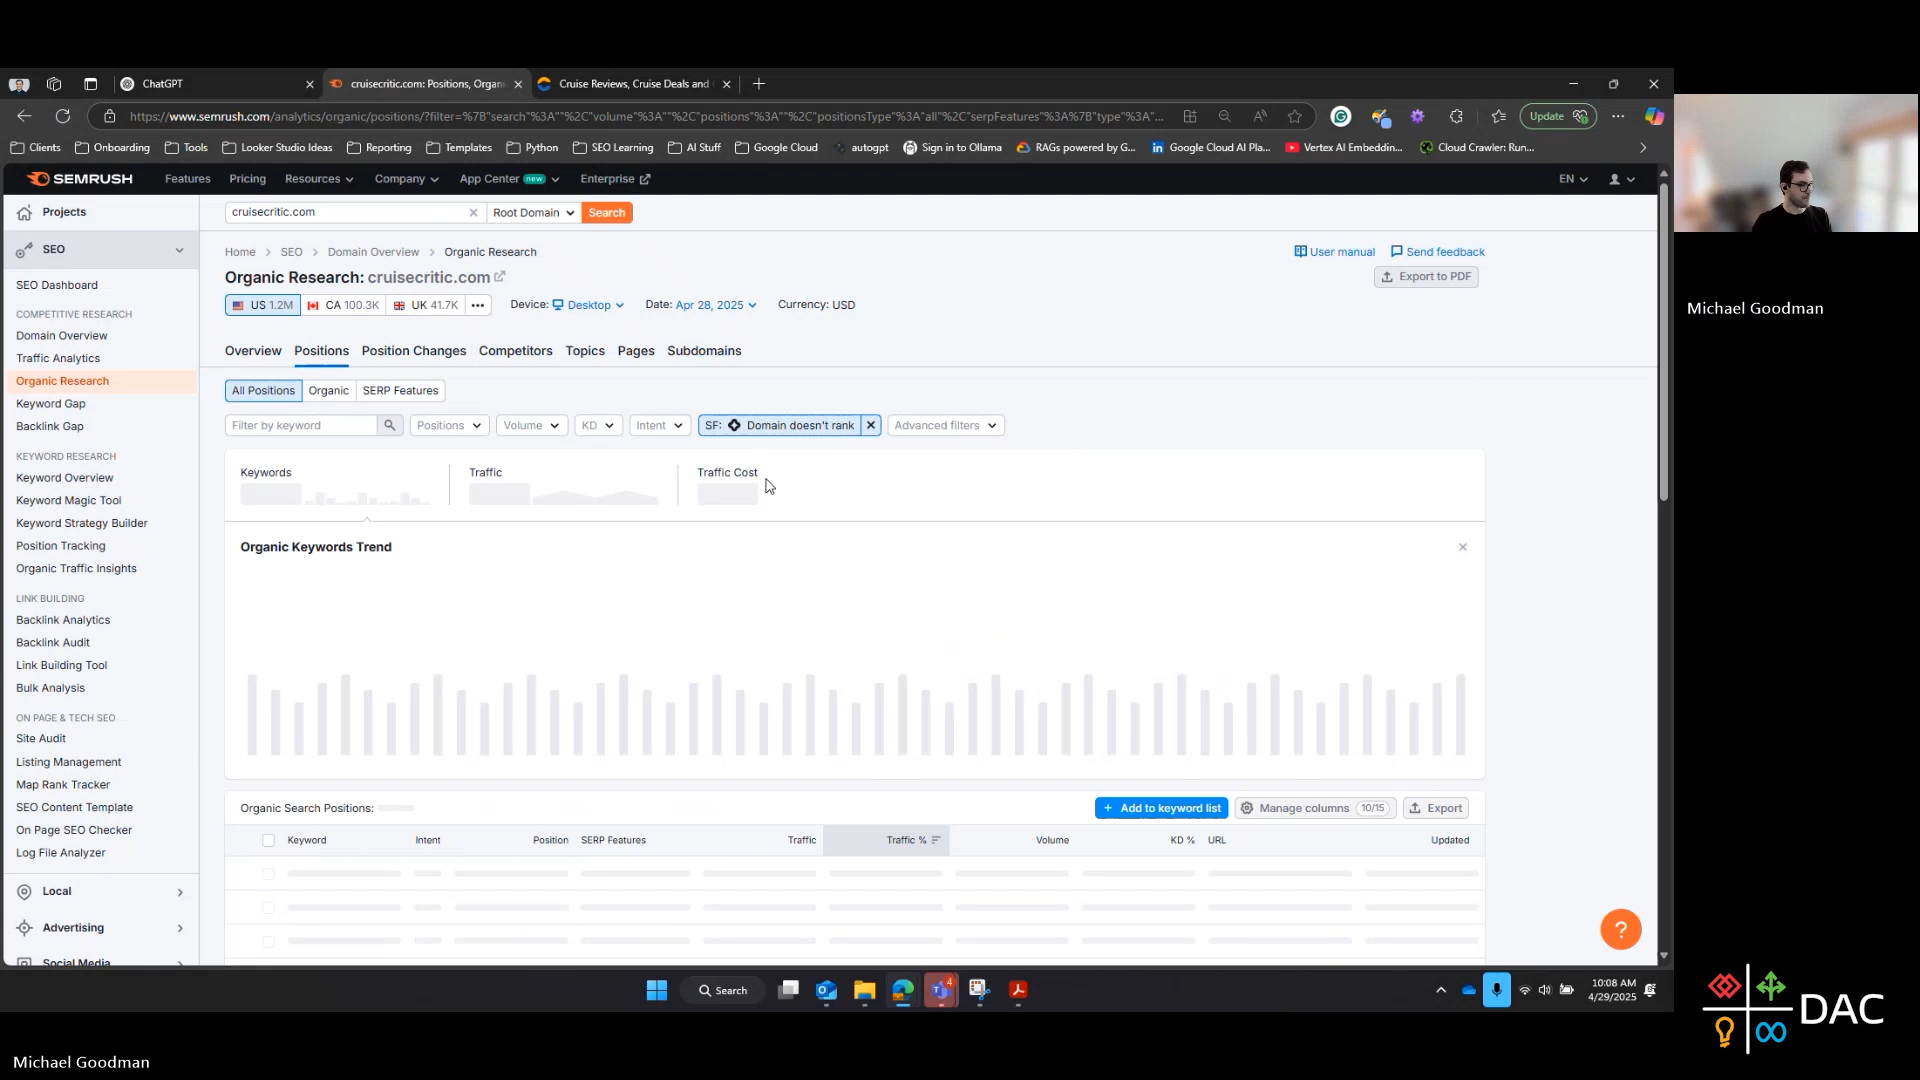 ChatGPT
cruisecritic.com: Positions, Organi
Cruise Reviews, Cruise Deals and
https://www.semrush.com/analytics/organic/positions/?filter=%7B"search"%3A""%2C"volume"%3A""%2C"positions"%3A""%2C"positionsType"%3A"all"%2C"serpFeatures"%3A%7B"type"%3A"...
Update
Clients
Onboarding
Tools
Looker Studio Ideas
Reporting
Templates
Python
SEO Learning
AI Stuff
Google Cloud
autogpt
Sign in to Ollama
RAGs powered by G...
Google Cloud AI Pla...
Vertex AI Embeddin...
Cloud Crawler: Run...
SEMRUSH
Features
Pricing
Resources
Company
App Center new
Enterprise
EN
Projects
SEO
SEO Dashboard
COMPETITIVE RESEARCH
Domain Overview
Traffic Analytics
Organic Research
Keyword Gap
Backlink Gap
KEYWORD RESEARCH
Keyword Overview
Keyword Magic Tool
Keyword Strategy Builder
Position Tracking
Organic Traffic Insights
LINK BUILDING
Backlink Analytics
Backlink Audit
Link Building Tool
Bulk Analysis
ON PAGE & TECH SEO
Site Audit
Listing Management
Map Rank Tracker
SEO Content Template
On Page SEO Checker
Log File Analyzer
Local
Advertising
Social Media
cruisecritic.com
Root Domain
Search
Home > SEO > Domain Overview > Organic Research
User manual
Send feedback
Organic Research: cruisecritic.com
Export to PDF
US 1.2M
CA 100.3K
UK 41.7K
Device: Desktop
Date: Apr 28, 2025
Currency: USD
Overview
Positions
Position Changes
Competitors
Topics
Pages
Subdomains
All Positions
Organic
SERP Features
Filter by keyword
Positions
Volume
KD
Intent
SF: Domain doesn't rank
Advanced filters
Keywords
Traffic
Traffic Cost
Organic Keywords Trend
Organic Search Positions:
+ Add to keyword list
Manage columns 10/15
Export
Keyword
Intent
Position
SERP Features
Traffic
Traffic %
Volume
KD %
URL
Updated
?
Search
4
10:08 AM
4/29/2025
Michael Goodman
DAC
Michael Goodman